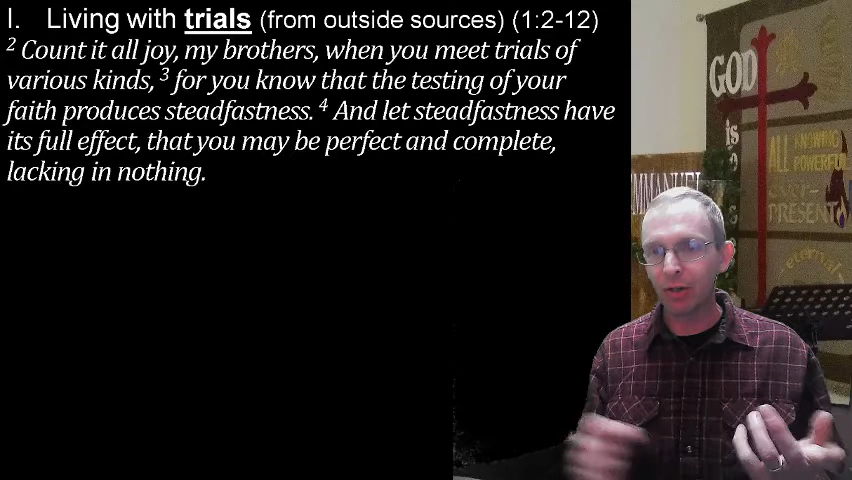 I. Living with trials (from outside sources) (1:2-12)
2 Count it all joy, my brothers, when you meet trials of
various kinds, 3 for you know that the testing of your
faith produces steadfastness. 4 And let steadfastness have
its full effect, that you may be perfect and complete,
lacking in nothing.
GOD
is
ALL KNOWING
POWERFUL
EVER-
PRESENT
eternal
MMANUEL